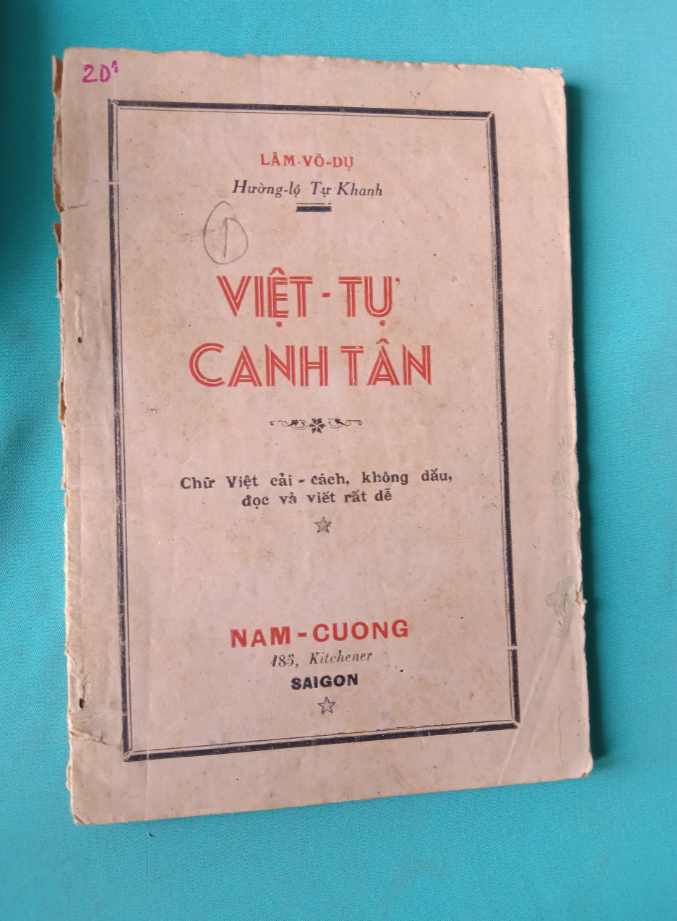 20đ
LÂM-VÕ-DỤ
Hường-lộ Tự Khanh
1
VIỆT-TỰ
CANH TÂN
Chữ Việt cải-cách, không dấu,
đọc và viết rất dễ
NAM-CUONG
185, Kitchener
SAIGON